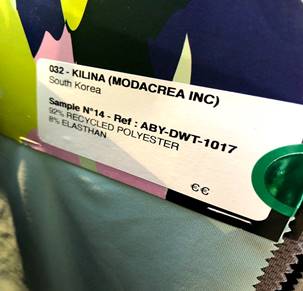 032 - KILINA (MODACREA INC)
South Korea
Sample N°14 - Ref : ABY-DWT-1017
92% RECYCLED POLYESTER
8% ELASTHAN
€€